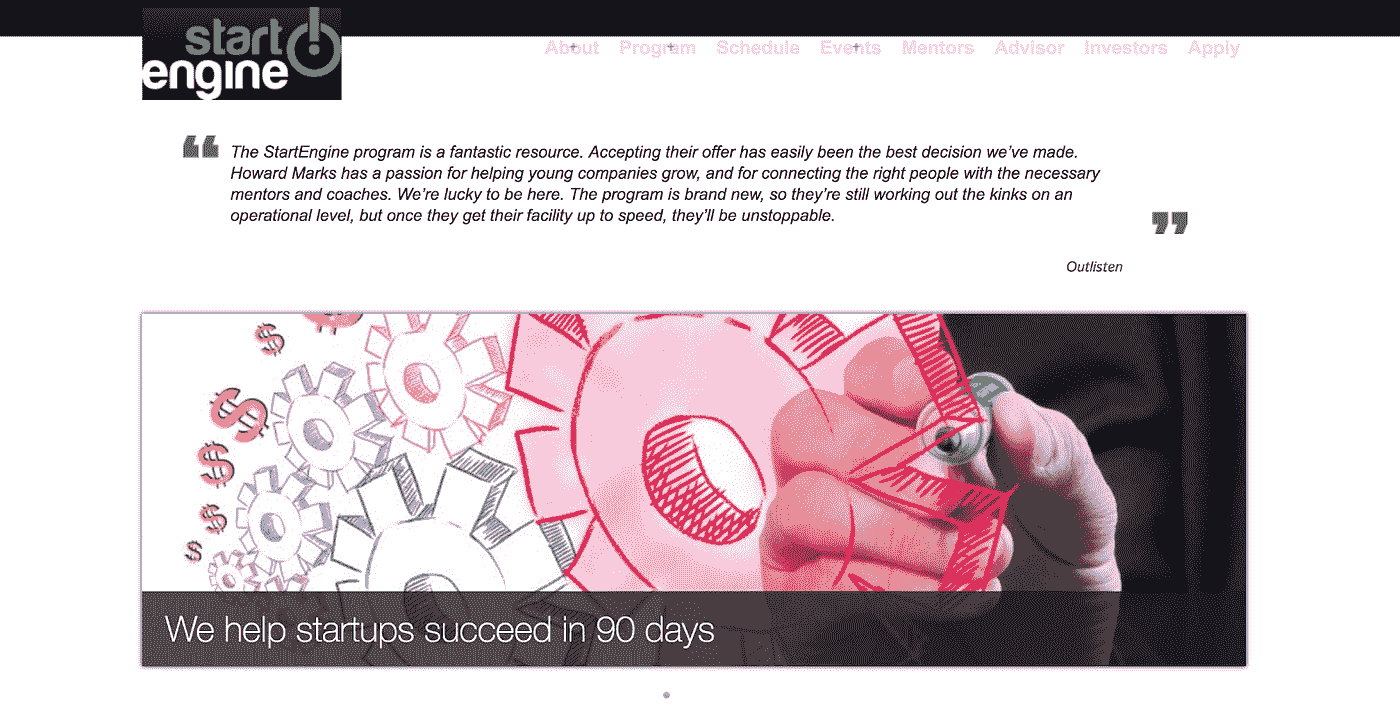 start
engine
About Program Schedule Events Mentors Advisor Investors Apply
“ The StartEngine program is a fantastic resource. Accepting their offer has easily been the best decision we’ve made.
Howard Marks has a passion for helping young companies grow, and for connecting the right people with the necessary
mentors and coaches. We’re lucky to be here. The program is brand new, so they’re still working out the kinks on an
operational level, but once they get their facility up to speed, they’ll be unstoppable. ”
Outlisten
$
$
$
$
$
We help startups succeed in 90 days